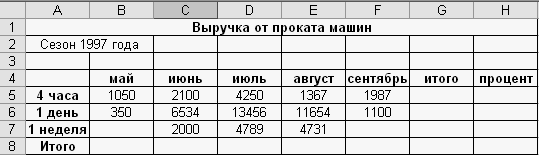 A B C D E F G H
1 Выручка от проката машин
2 Сезон 1997 года
3
4 май июнь июль август сентябрь итого процент
5 4 часа 1050 2100 4250 1367 1987
6 1 день 350 6534 13456 11654 1100
7 1 неделя 2000 4789 4731
8 Итого